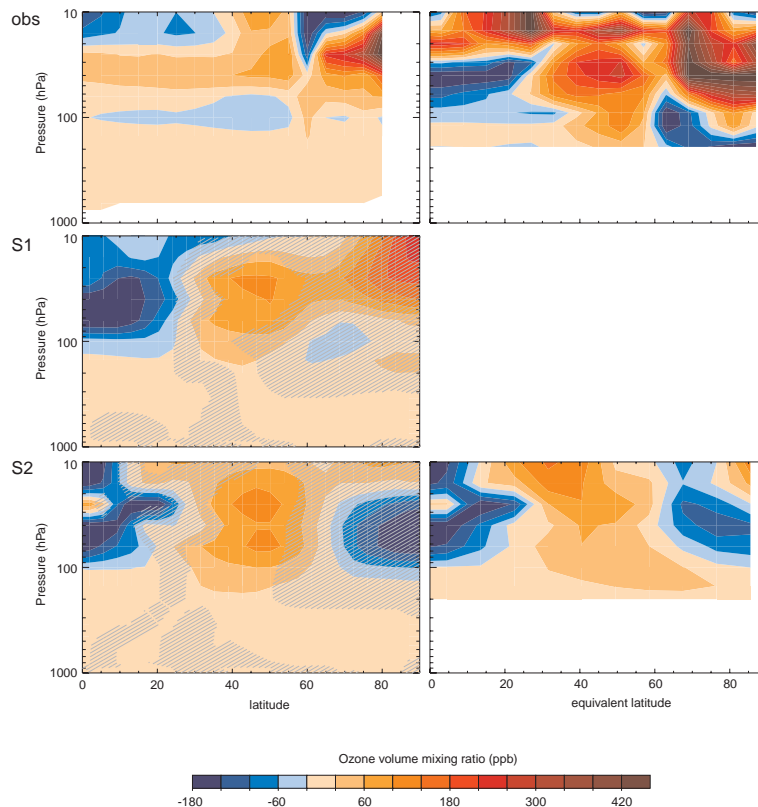 obs
10
100
1000
Pressure (hPa)
S1
10
100
1000
Pressure (hPa)
S2
10
100
1000
Pressure (hPa)
0 20 40 60 80
latitude
0 20 40 60 80
equivalent latitude
Ozone volume mixing ratio (ppb)
-180 -60 60 180 300 420